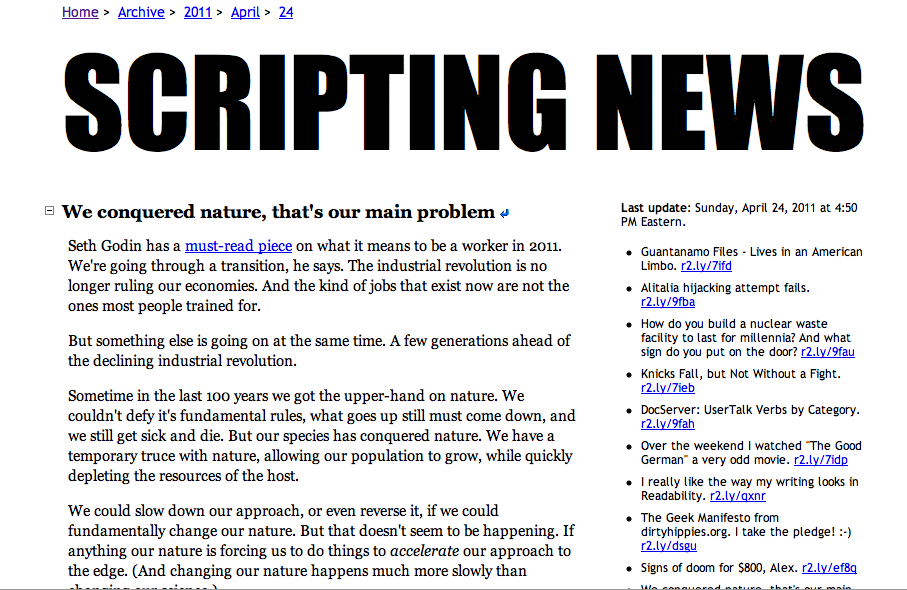 Home > Archive > 2011 > April > 24
SCRIPTING NEWS
We conquered nature, that's our main problem
Seth Godin has a must-read piece on what it means to be a worker in 2011.
We're going through a transition, he says. The industrial revolution is no
longer ruling our economies. And the kind of jobs that exist now are not the
ones most people trained for.
But something else is going on at the same time. A few generations ahead of
the declining industrial revolution.
Sometime in the last 100 years we got the upper-hand on nature. We
couldn't defy it's fundamental rules, what goes up still must come down, and
we still get sick and die. But our species has conquered nature. We have a
temporary truce with nature, allowing our population to grow, while quickly
depleting the resources of the host.
We could slow down our approach, or even reverse it, if we could
fundamentally change our nature. But that doesn't seem to be happening. If
anything our nature is forcing us to do things to accelerate our approach to
the edge. (And changing our nature happens much more slowly than
changing our science.)
Last update: Sunday, April 24, 2011 at 4:50
PM Eastern.
Guantanamo Files - Lives in an American
Limbo. r2.ly/7ifd
Alitalia hijacking attempt fails.
r2.ly/9fba
How do you build a nuclear waste
facility to last for millennia? And what
sign do you put on the door? r2.ly/9fau
Knicks Fall, but Not Without a Fight.
r2.ly/7ieb
DocServer: UserTalk Verbs by Category.
r2.ly/9fah
Over the weekend I watched "The Good
German" a very odd movie. r2.ly/7idp
I really like the way my writing looks in
Readability. r2.ly/qxnr
The Geek Manifesto from
dirtyhippies.org. I take the pledge! :-)
r2.ly/dsgu
Signs of doom for $800, Alex. r2.ly/ef8q
We conquered nature, that's our main